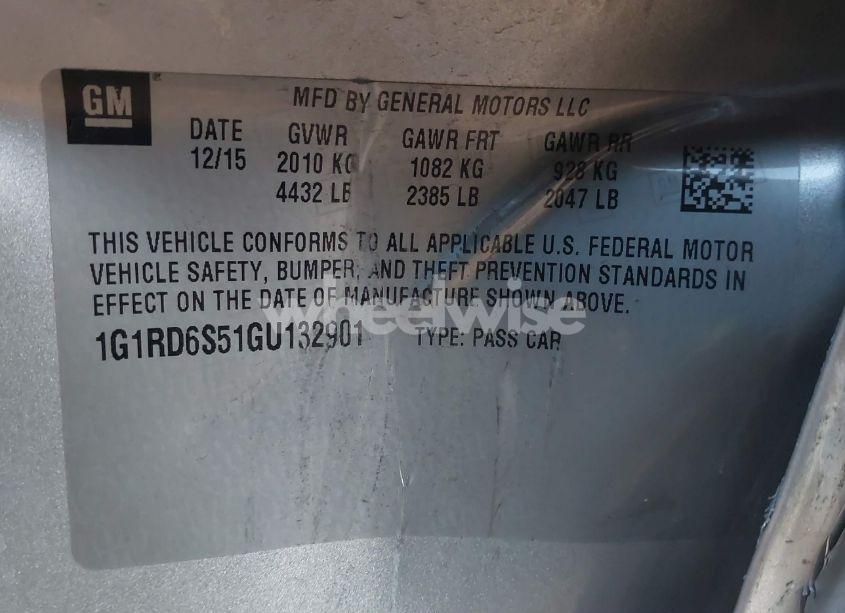 GM
MFD BY GENERAL MOTORS LLC
DATE GVWR GAWR FRT GAWR RR
12/15 2010 KG 1082 KG 928 KG
4432 LB 2385 LB 2047 LB
THIS VEHICLE CONFORMS TO ALL APPLICABLE U.S. FEDERAL MOTOR
VEHICLE SAFETY, BUMPER, AND THEFT PREVENTION STANDARDS IN
EFFECT ON THE DATE OF MANUFACTURE SHOWN ABOVE.
wheelwise
1G1RD6S51GU132901 TYPE: PASS CAR